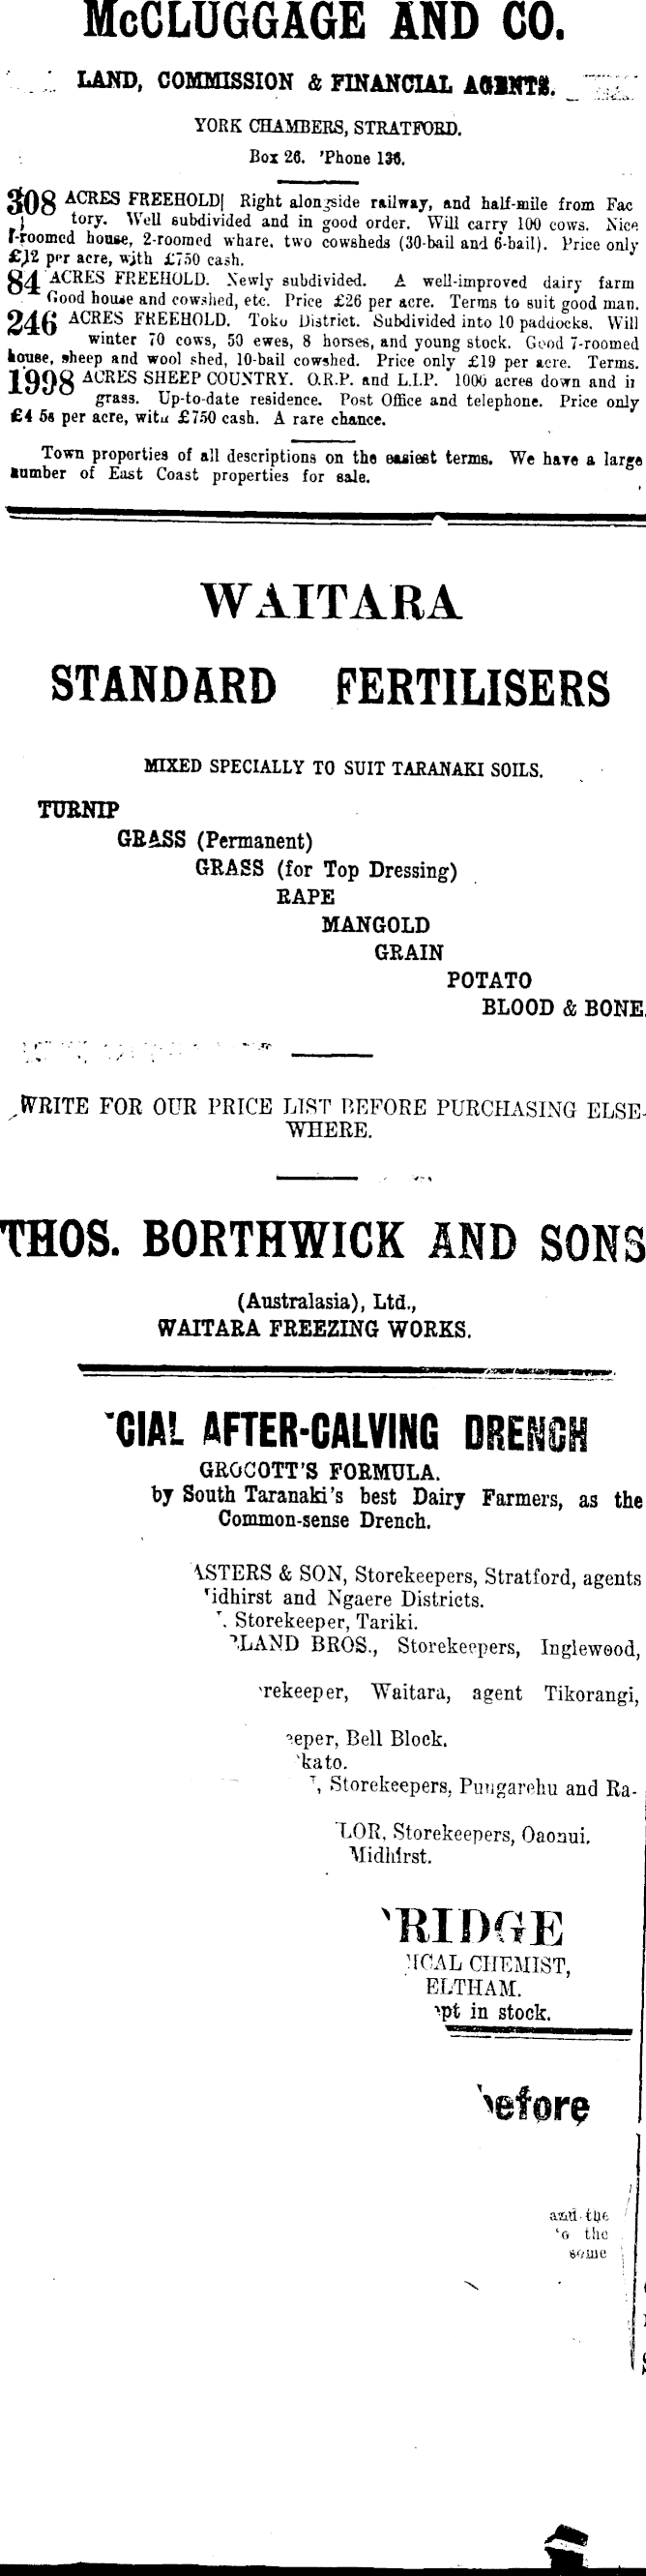 McCLUGGAGE AND CO.
LAND, COMMISSION & FINANCIAL AGENTS.
YORK CHAMBERS, STRATFORD.
Box 26. 'Phone 136.
308 ACRES FREEHOLD| Right alongside railway, and half-mile from Fac
tory. Well subdivided and in good order. Will carry 100 cows. Nice
7-roomed house, 2-roomed whare, two cowsheds (30-bail and 6-bail). Price only
£12 per acre, with £750 cash.
84 ACRES FREEHOLD. Newly subdivided. A well-improved dairy farm
Good house and cowshed, etc. Price £26 per acre. Terms to suit good man.
246 ACRES FREEHOLD. Toko District. Subdivided into 10 paddocks. Will
winter 70 cows, 50 ewes, 8 horses, and young stock. Good 7-roomed
house, sheep and wool shed, 10-bail cowshed. Price only £19 per acre. Terms.
1998 ACRES SHEEP COUNTRY. O.R.P. and L.I.P. 1000 acres down and in
grass. Up-to-date residence. Post Office and telephone. Price only
£4 5s per acre, with £750 cash. A rare chance.
Town properties of all descriptions on the easiest terms. We have a large
number of East Coast properties for sale.
WAITARA
STANDARD FERTILISERS
MIXED SPECIALLY TO SUIT TARANAKI SOILS.
TURNIP
GRASS (Permanent)
GRASS (for Top Dressing)
RAPE
MANGOLD
GRAIN
POTATO
BLOOD & BONE.
WRITE FOR OUR PRICE LIST BEFORE PURCHASING ELSE-
WHERE.
THOS. BORTHWICK AND SONS
(Australasia), Ltd.,
WAITARA FREEZING WORKS.
CIAL AFTER-CALVING DRENCH
GROCOTT'S FORMULA.
by South Taranaki's best Dairy Farmers, as the
Common-sense Drench.
ASTERS & SON, Storekeepers, Stratford, agents
idhirst and Ngaere Districts.
. Storekeeper, Tariki.
LAND BROS., Storekeepers, Inglewood,
rekeeper, Waitara, agent Tikorangi,
eper, Bell Block.
kato.
, Storekeepers, Pungarehu and Ra-
LOR, Storekeepers, Oaonui.
Midhirst.
RIDGE
ICAL CHEMIST,
ELTHAM.
pt in stock.
efore
and the
o the
some